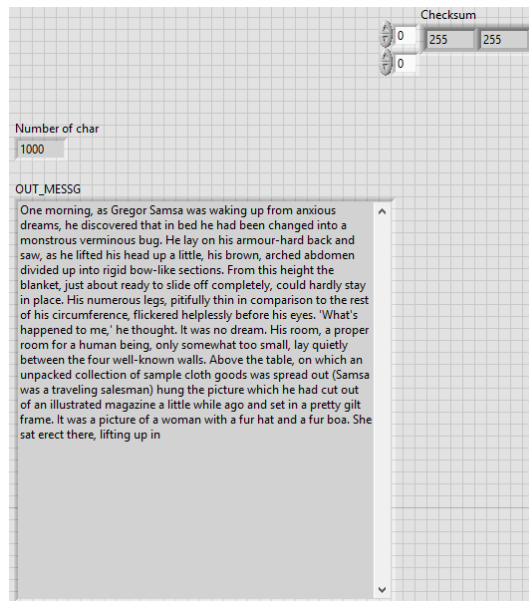 Checksum
0 255 255
0
Number of char
1000
OUT_MESSG
One morning, as Gregor Samsa was waking up from anxious
dreams, he discovered that in bed he had been changed into a
monstrous verminous bug. He lay on his armour-hard back and
saw, as he lifted his head up a little, his brown, arched abdomen
divided up into rigid bow-like sections. From this height the
blanket, just about ready to slide off completely, could hardly stay
in place. His numerous legs, pitifully thin in comparison to the rest
of his circumference, flickered helplessly before his eyes. 'What's
happened to me,' he thought. It was no dream. His room, a proper
room for a human being, only somewhat too small, lay quietly
between the four well-known walls. Above the table, on which an
unpacked collection of sample cloth goods was spread out (Samsa
was a traveling salesman) hung the picture which he had cut out
of an illustrated magazine a little while ago and set in a pretty gilt
frame. It was a picture of a woman with a fur hat and a fur boa. She
sat erect there, lifting up in